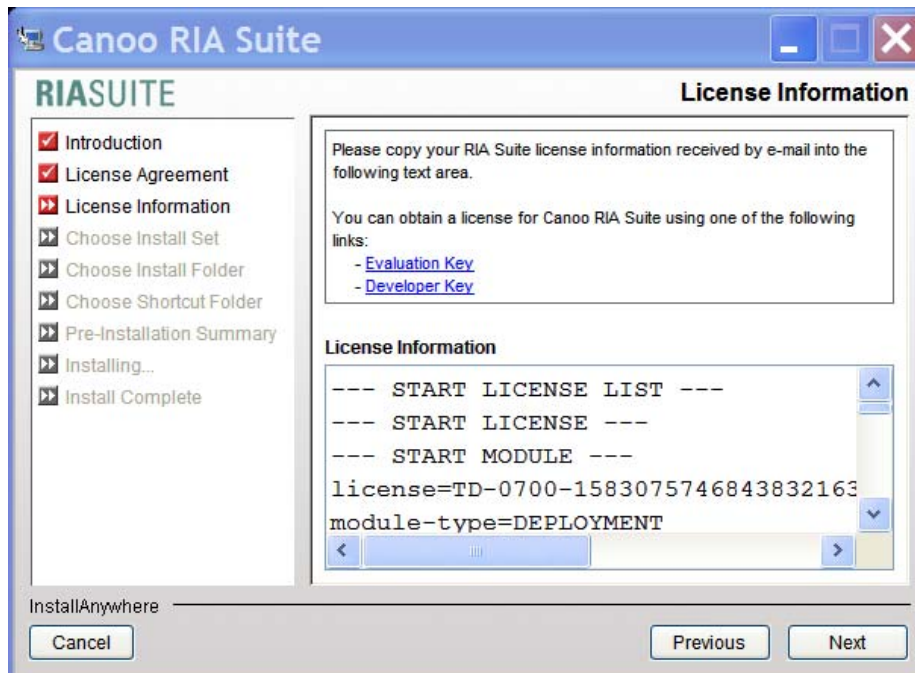 Canoo RIA Suite
RIASUITE
License Information
Introduction
License Agreement
License Information
Choose Install Set
Choose Install Folder
Choose Shortcut Folder
Pre-Installation Summary
Installing...
Install Complete
Please copy your RIA Suite license information received by e-mail into the
following text area.
You can obtain a license for Canoo RIA Suite using one of the following
links:
- Evaluation Key
- Developer Key
License Information
--- START LICENSE LIST ---
--- START LICENSE ---
--- START MODULE ---
license=TD-0700-1583075746843832163
module-type=DEPLOYMENT
InstallAnywhere
Cancel
Previous
Next